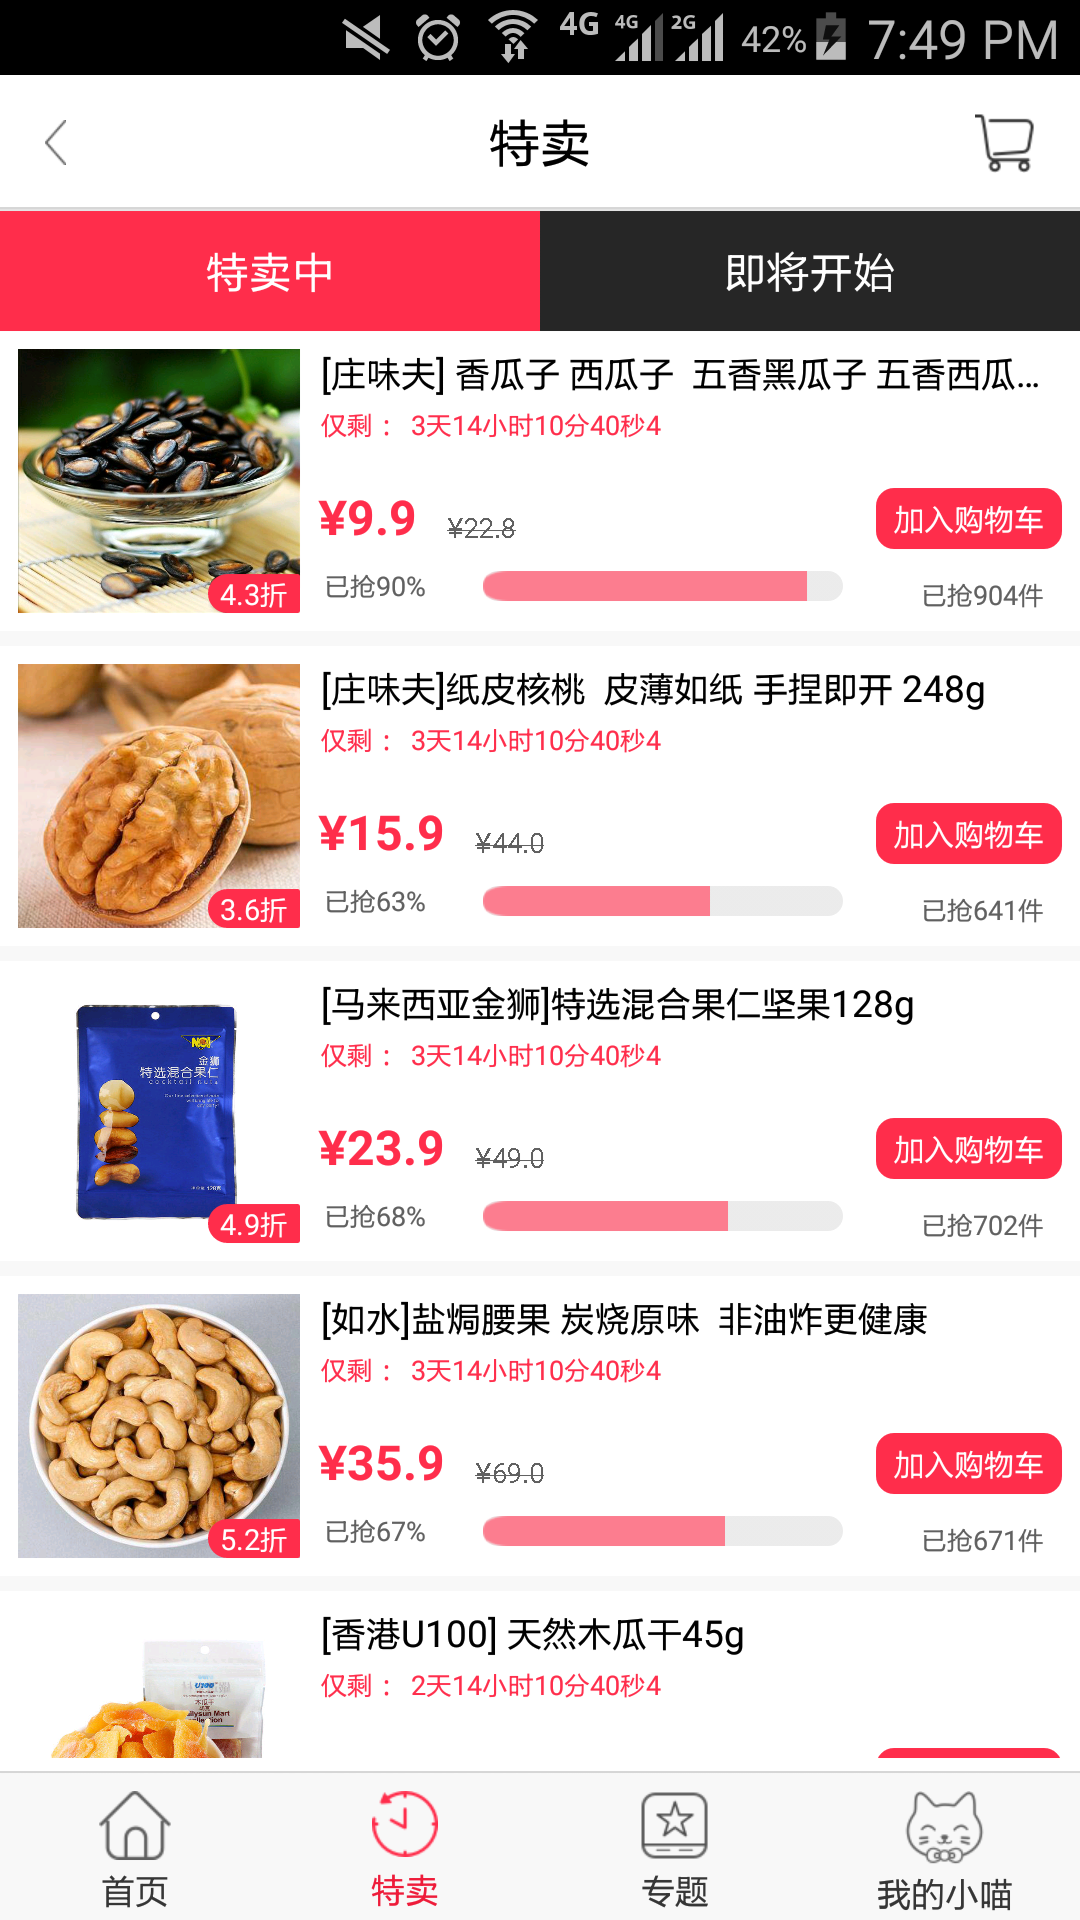 4G 4G 2G 42% 7:49 PM
特卖
特卖中 即将开始
[庄味夫] 香瓜子 西瓜子 五香黑瓜子 五香西瓜...
仅剩： 3天14小时10分40秒4
¥9.9 ¥22.8 加入购物车
4.3折 已抢90% 已抢904件
[庄味夫]纸皮核桃 皮薄如纸 手捏即开 248g
仅剩： 3天14小时10分40秒4
¥15.9 ¥44.0 加入购物车
3.6折 已抢63% 已抢641件
[马来西亚金狮]特选混合果仁坚果128g
仅剩： 3天14小时10分40秒4
NOI
金狮
特选混合果仁
cocktail nuts
¥23.9 ¥49.0 加入购物车
4.9折 已抢68% 已抢702件
[如水]盐焗腰果 炭烧原味 非油炸更健康
仅剩： 3天14小时10分40秒4
¥35.9 ¥69.0 加入购物车
5.2折 已抢67% 已抢671件
[香港U100] 天然木瓜干45g
仅剩： 2天14小时10分40秒4
U100
木瓜干
首页 特卖 专题 我的小喵